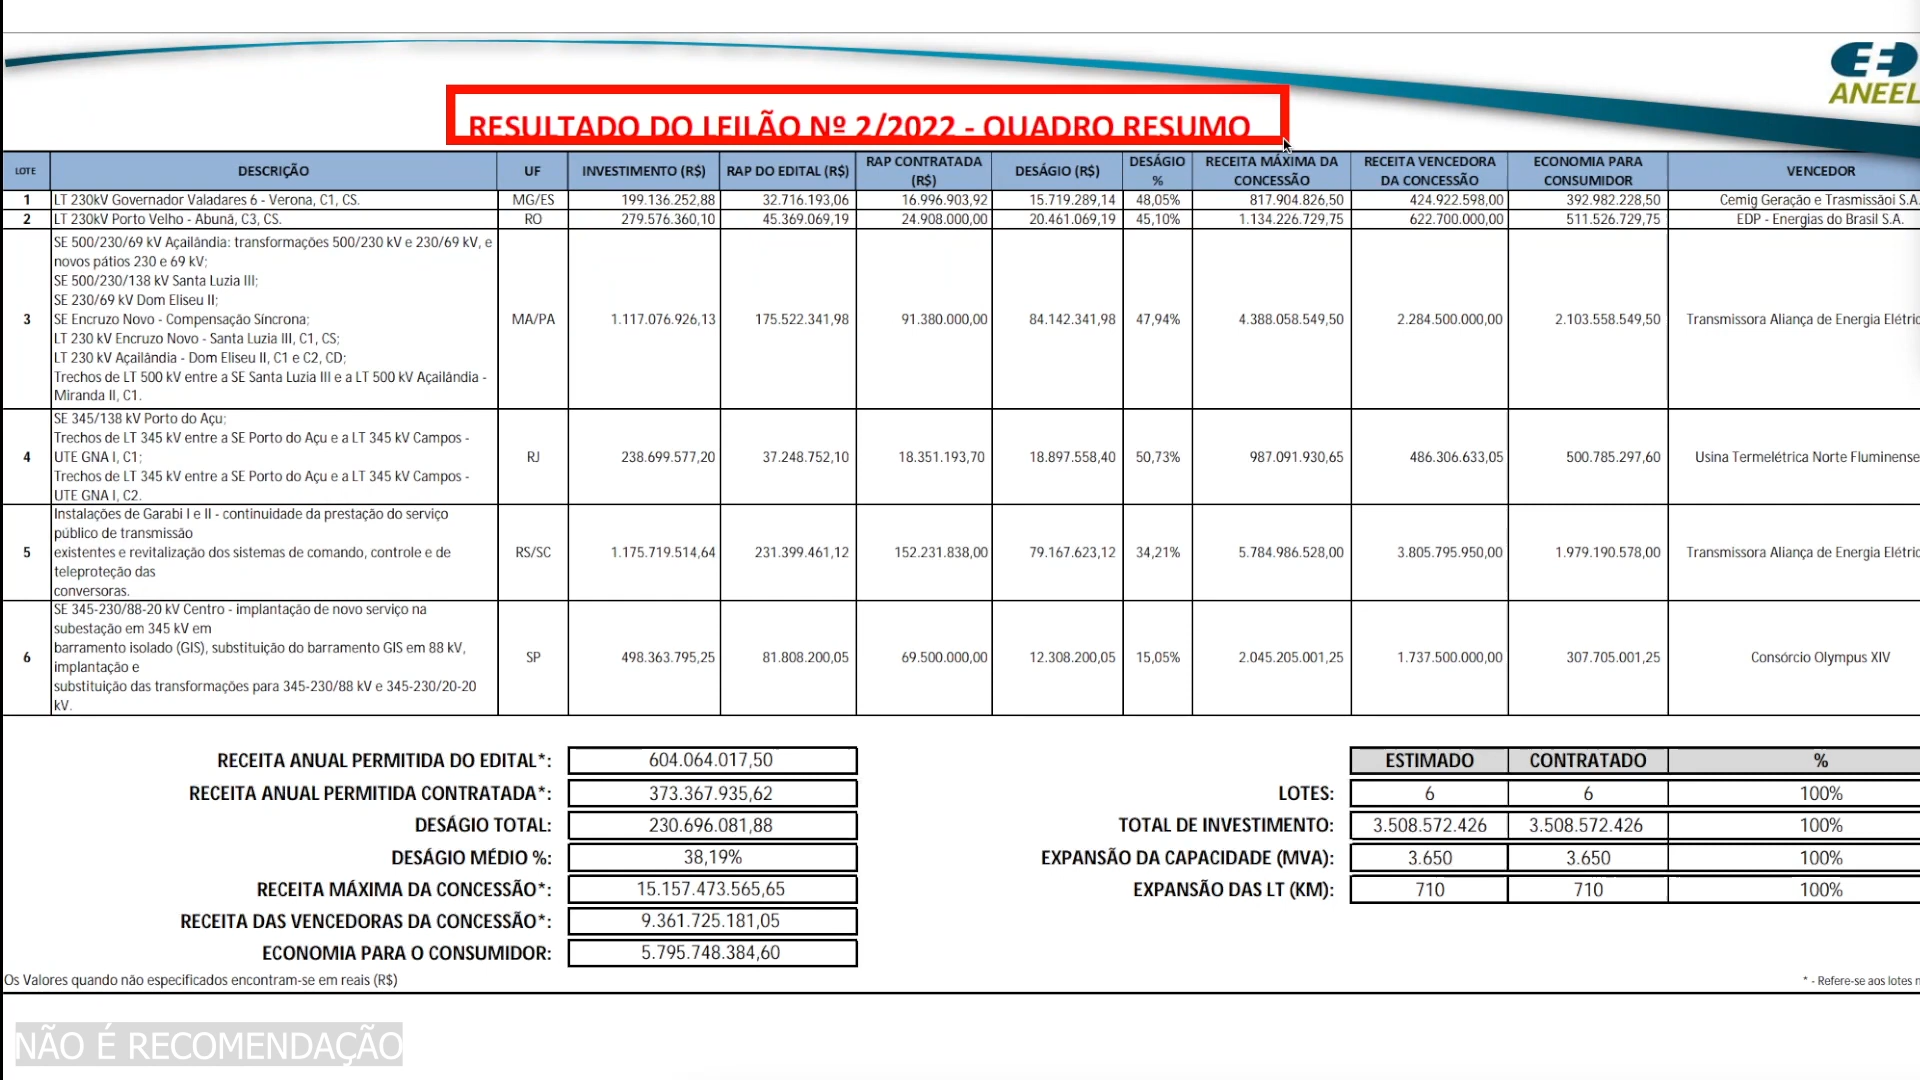 ANEEL
RESULTADO DO LEILÃO Nº 2/2022 - QUADRO RESUMO
LOTE DESCRIÇÃO UF INVESTIMENTO (R$) RAP DO EDITAL (R$) RAP CONTRATADA (R$) DESÁGIO (R$) DESÁGIO % RECEITA MÁXIMA DA CONCESSÃO RECEITA VENCEDORA DA CONCESSÃO ECONOMIA PARA CONSUMIDOR VENCEDOR
1 LT 230kV Governador Valadares 6 - Verona, C1, CS. MG/ES 199.136.252,88 32.716.193,06 16.996.903,92 15.719.289,14 48,05% 817.904.826,50 424.922.598,00 392.982.228,50 Cemig Geração e Trasmissãoi S.A.
2 LT 230kV Porto Velho - Abunã, C3, CS. RO 279.576.360,10 45.369.069,19 24.908.000,00 20.461.069,19 45,10% 1.134.226.729,75 622.700.000,00 511.526.729,75 EDP - Energias do Brasil S.A.
SE 500/230/69 kV Açailândia: transformações 500/230 kV e 230/69 kV, e
novos pátios 230 e 69 kV;
SE 500/230/138 kV Santa Luzia III;
SE 230/69 kV Dom Eliseu II;
3 SE Encruzo Novo - Compensação Síncrona; MA/PA 1.117.076.926,13 175.522.341,98 91.380.000,00 84.142.341,98 47,94% 4.388.058.549,50 2.284.500.000,00 2.103.558.549,50 Transmissora Aliança de Energia
LT 230 kV Encruzo Novo - Santa Luzia III, C1, CS;
LT 230 kV Açailândia - Dom Eliseu II, C1 e C2, CD;
Trechos de LT 500 kV entre a SE Santa Luzia III e a LT 500 kV Açailândia -
Miranda II, C1.
SE 345/138 kV Porto do Açu;
Trechos de LT 345 kV entre a SE Porto do Açu e a LT 345 kV Campos -
4 UTE GNA I, C1; RJ 238.699.577,20 37.248.752,10 18.351.193,70 18.897.558,40 50,73% 987.091.930,65 486.306.633,05 500.785.297,60 Usina Termelétrica Norte Fluminense
Trechos de LT 345 kV entre a SE Porto do Açu e a LT 345 kV Campos -
UTE GNA I, C2.
Instalações de Garabi I e II - continuidade da prestação do serviço
público de transmissão
5 existentes e revitalização dos sistemas de comando, controle e de RS/SC 1.175.719.514,64 231.399.461,12 152.231.838,00 79.167.623,12 34,21% 5.784.986.528,00 3.805.795.950,00 1.979.190.578,00 Transmissora Aliança de Energia
teleproteção das
conversoras.
SE 345-230/88-20 kV Centro - implantação de novo serviço na
subestação em 345 kV em
barramento isolado (GIS), substituição do barramento GIS em 88 kV,
6 implantação e SP 498.363.795,25 81.808.200,05 69.500.000,00 12.308.200,05 15,05% 2.045.205.001,25 1.737.500.000,00 307.705.001,25 Consórcio Olympus XIV
substituição das transformações para 345-230/88 kV e 345-230/20-20
kV.
RECEITA ANUAL PERMITIDA DO EDITAL*: 604.064.017,50
RECEITA ANUAL PERMITIDA CONTRATADA*: 373.367.935,62
DESÁGIO TOTAL: 230.696.081,88
DESÁGIO MÉDIO %: 38,19%
RECEITA MÁXIMA DA CONCESSÃO*: 15.157.473.565,65
RECEITA DAS VENCEDORAS DA CONCESSÃO*: 9.361.725.181,05
ECONOMIA PARA O CONSUMIDOR: 5.795.748.384,60
ESTIMADO CONTRATADO %
LOTES: 6 6 100%
TOTAL DE INVESTIMENTO: 3.508.572.426 3.508.572.426 100%
EXPANSÃO DA CAPACIDADE (MVA): 3.650 3.650 100%
EXPANSÃO DAS LT (KM): 710 710 100%
Os Valores quando não especificados encontram-se em reais (R$)
* - Refere-se aos lotes
NÃO É RECOMENDAÇÃO